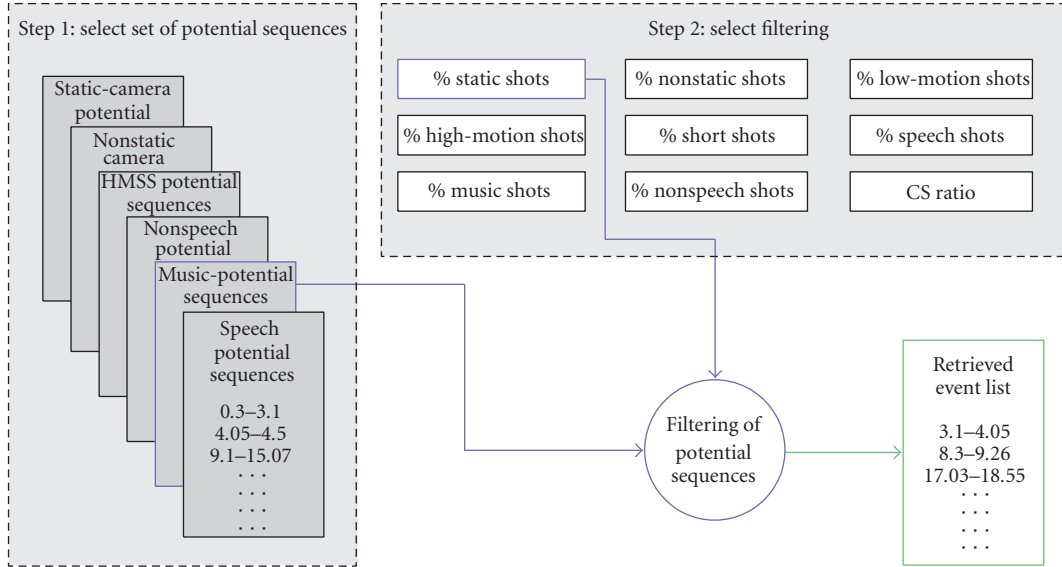 Step 1: select set of potential sequences
Static-camera
potential
Nonstatic
camera
HMSS potential
sequences
Nonspeech
potential
Music-potential
sequences
Speech
potential
sequences
0.3–3.1
4.05–4.5
9.1–15.07
. . .
. . .
. . .
. . .
Step 2: select filtering
% static shots
% nonstatic shots
% low-motion shots
% high-motion shots
% short shots
% speech shots
% music shots
% nonspeech shots
CS ratio
Filtering of
potential
sequences
Retrieved
event list
3.1–4.05
8.3–9.26
17.03–18.55
. . .
. . .
. . .
. . .